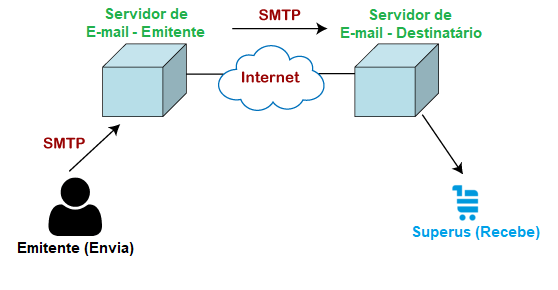 Servidor de
E-mail - Emitente
SMTP
Servidor de
E-mail - Destinatário
Internet
SMTP
Emitente (Envia)
Superus (Recebe)